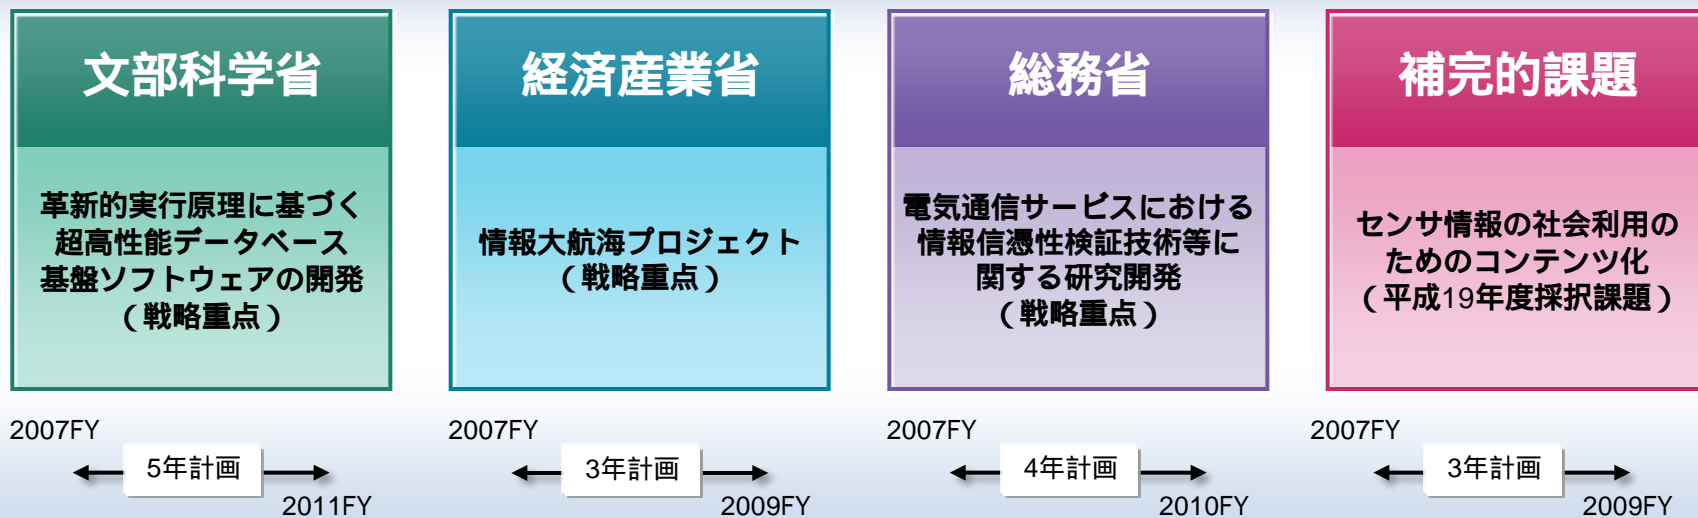 文部科学省
革新的実行原理に基づく
超高性能データベース
基盤ソフトウェアの開発
（戦略重点）
2007FY
5年計画
2011FY
経済産業省
情報大航海プロジェクト
（戦略重点）
2007FY
3年計画
2009FY
総務省
電気通信サービスにおける
情報信憑性検証技術等に
関する研究開発
（戦略重点）
2007FY
4年計画
2010FY
補完的課題
センサ情報の社会利用の
ためのコンテンツ化
（平成19年度採択課題）
2007FY
3年計画
2009FY